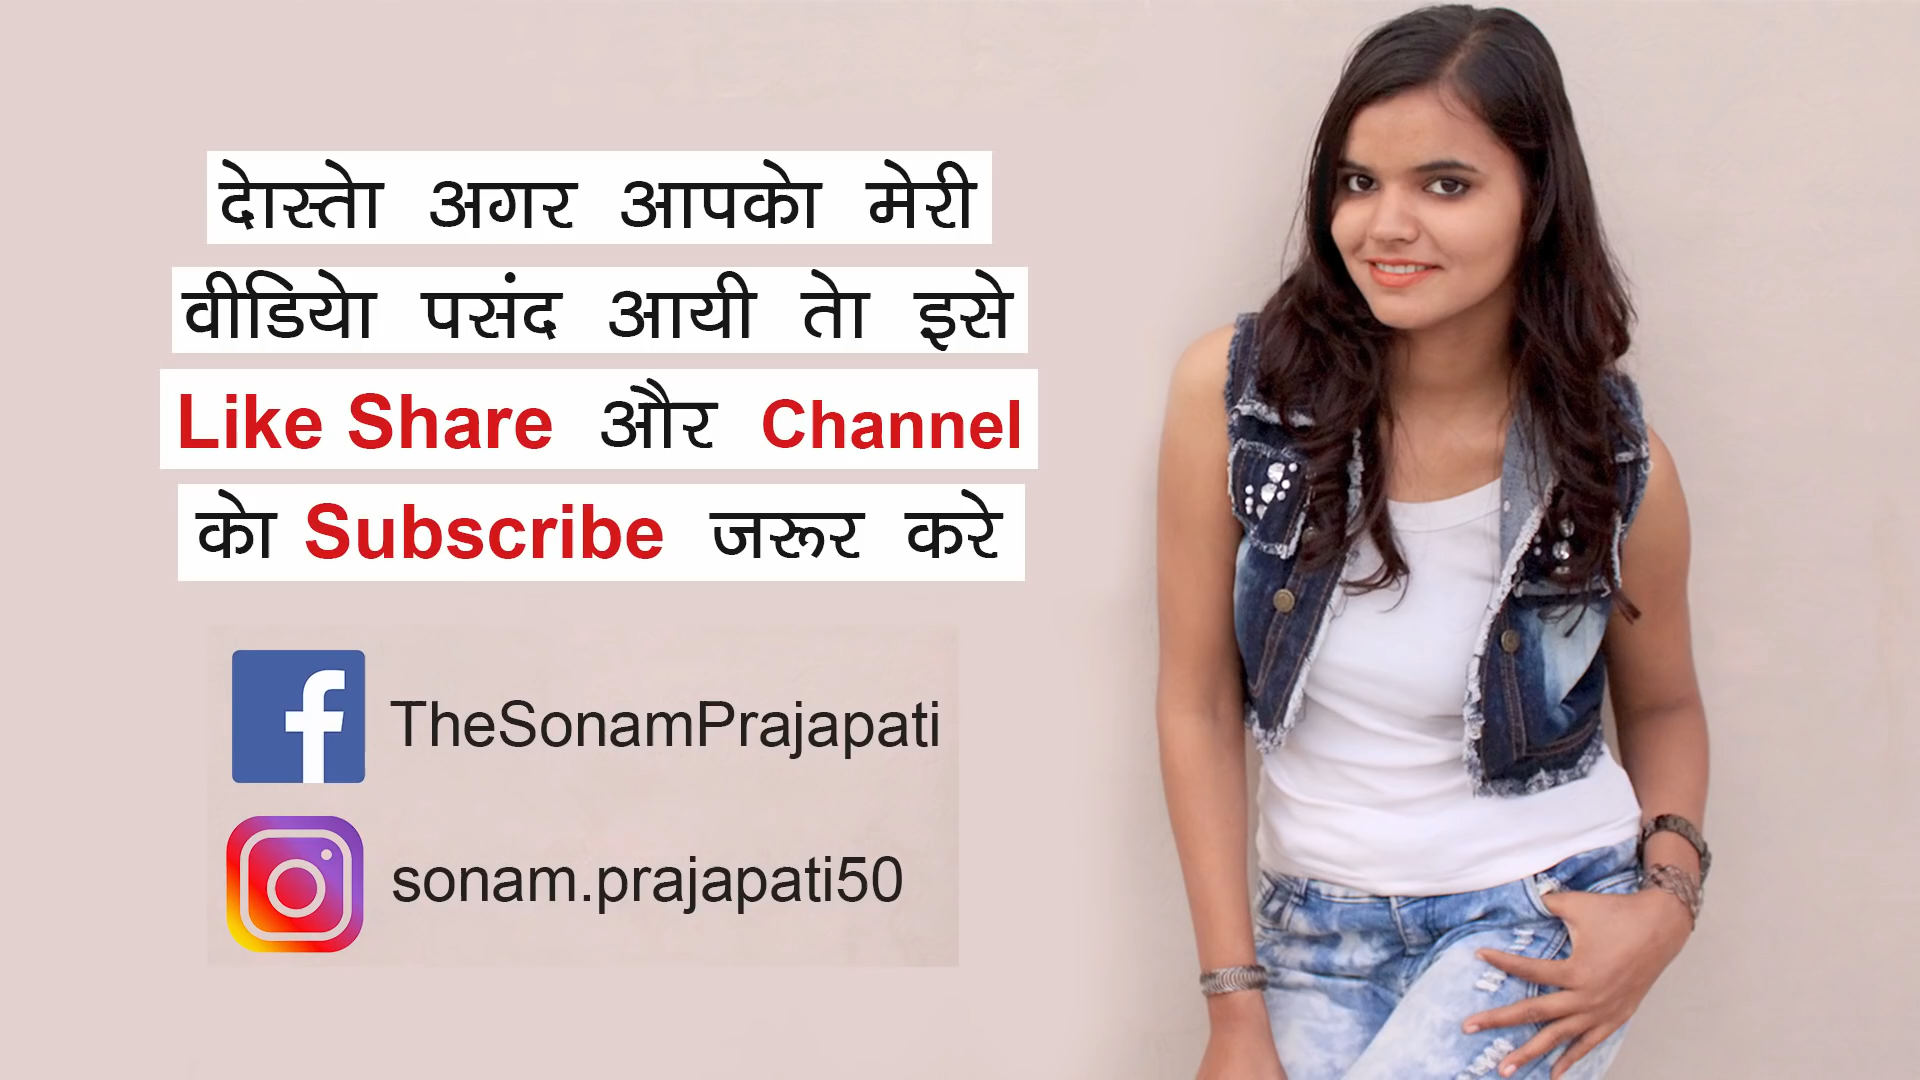 दोस्तो अगर आपको मेरी
वीडियो पसंद आयी तो इसे
Like Share और Channel
को Subscribe जरूर करे
TheSonamPrajapati
sonam.prajapati50